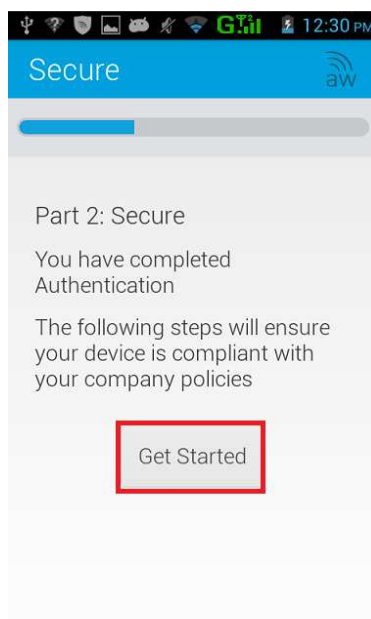 G 12:30 PM
Secure
aw
Part 2: Secure
You have completed
Authentication
The following steps will ensure
your device is compliant with
your company policies
Get Started